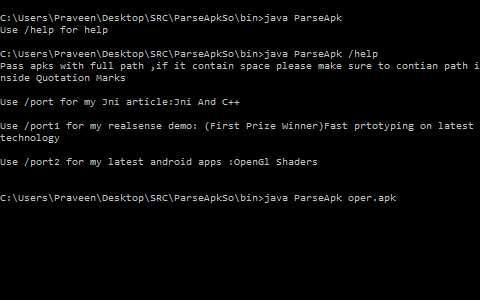 C:\Users\Praveen\Desktop\SRC\ParseApkSo\bin>java ParseApk
Use /help for help
C:\Users\Praveen\Desktop\SRC\ParseApkSo\bin>java ParseApk /help
Pass apks with full path ,if it contain space please make sure to contian path i
nside Quotation Marks
Use /port for my Jni article:Jni And C++
Use /port1 for my realsense demo: (First Prize Winner)Fast prtotyping on latest
technology
Use /port2 for my latest android apps :OpenGl Shaders
C:\Users\Praveen\Desktop\SRC\ParseApkSo\bin>java ParseApk oper.apk